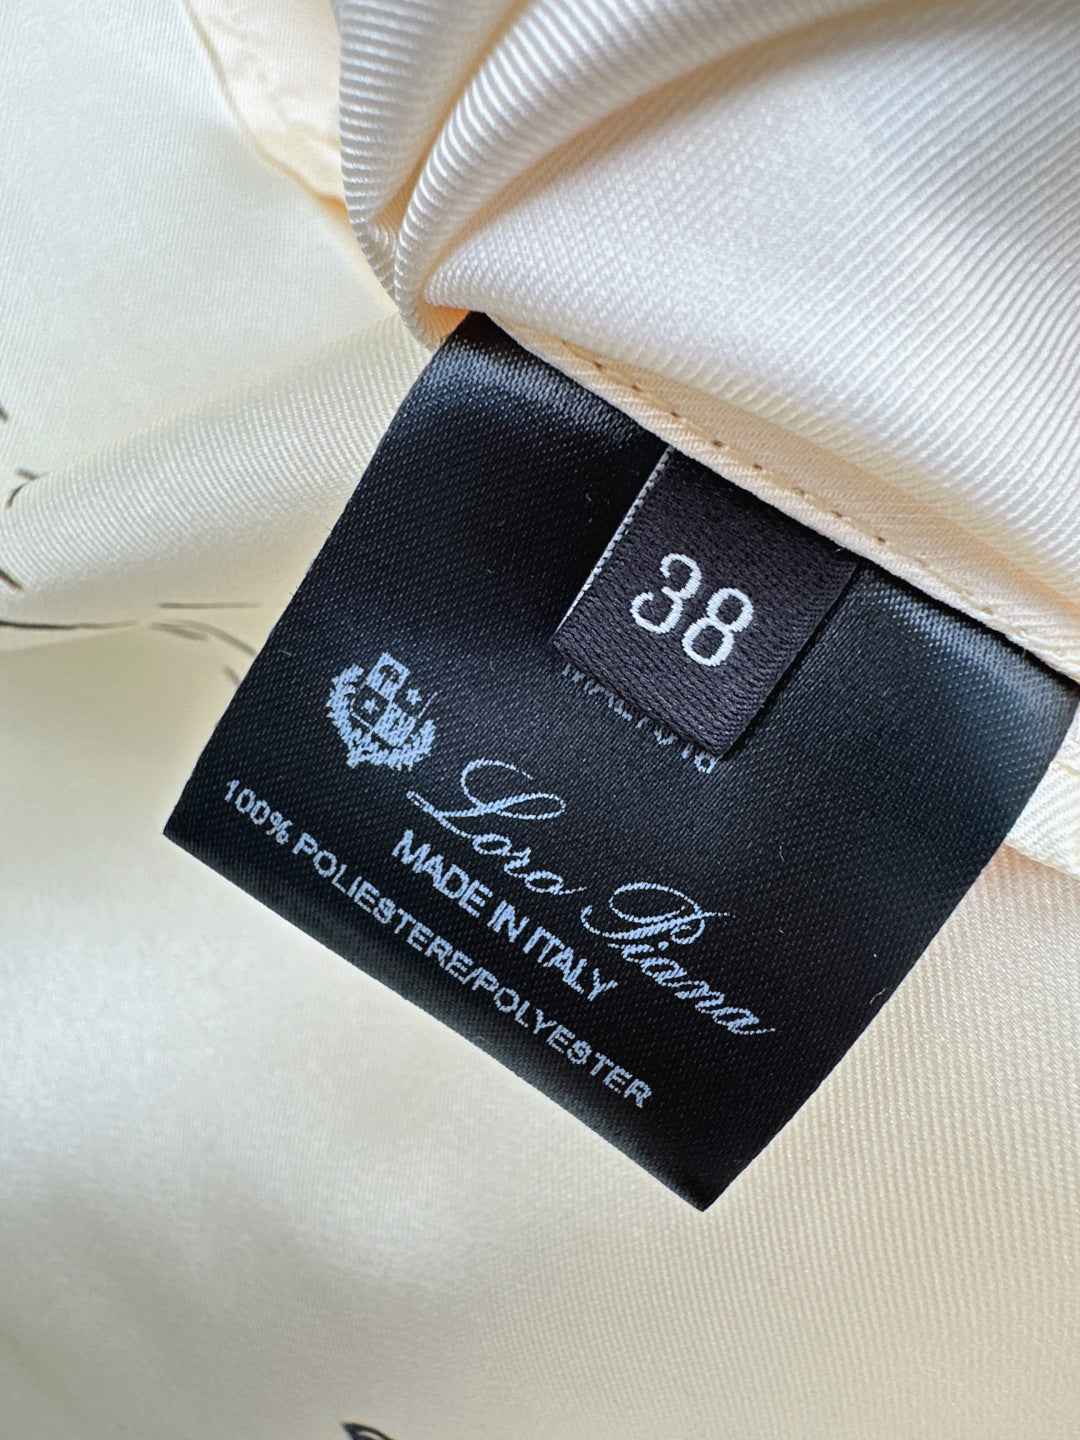 38
Loro Piana
MADE IN ITALY
100% POLIESTERE/POLYESTER